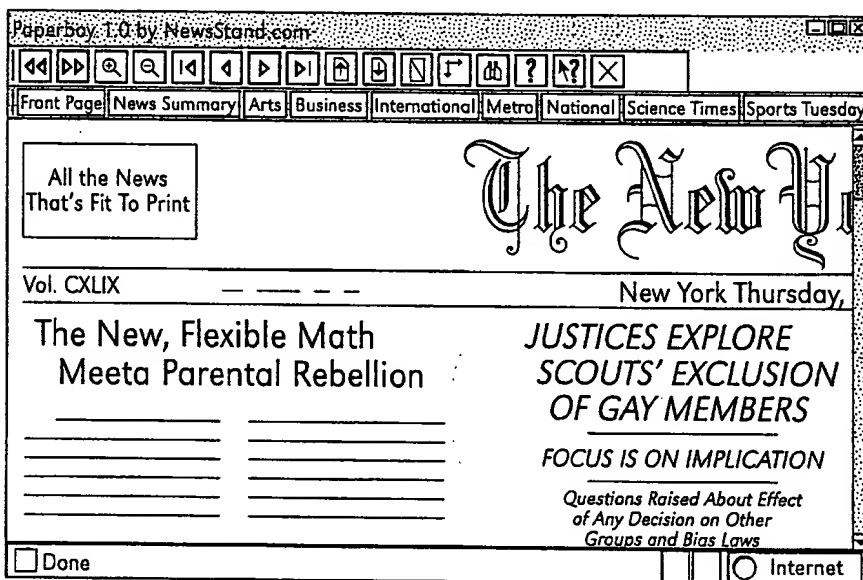 Paperboy 1.0 by NewsStand.com
Front Page News Summary Arts Business International Metro National Science Times Sports Tuesday
All the News
That's Fit To Print
The New Yo
Vol. CXLIX
New York Thursday,
The New, Flexible Math
Meeta Parental Rebellion
JUSTICES EXPLORE
SCOUTS' EXCLUSION
OF GAY MEMBERS
FOCUS IS ON IMPLICATION
Questions Raised About Effect
of Any Decision on Other
Groups and Bias Laws
Done
Internet